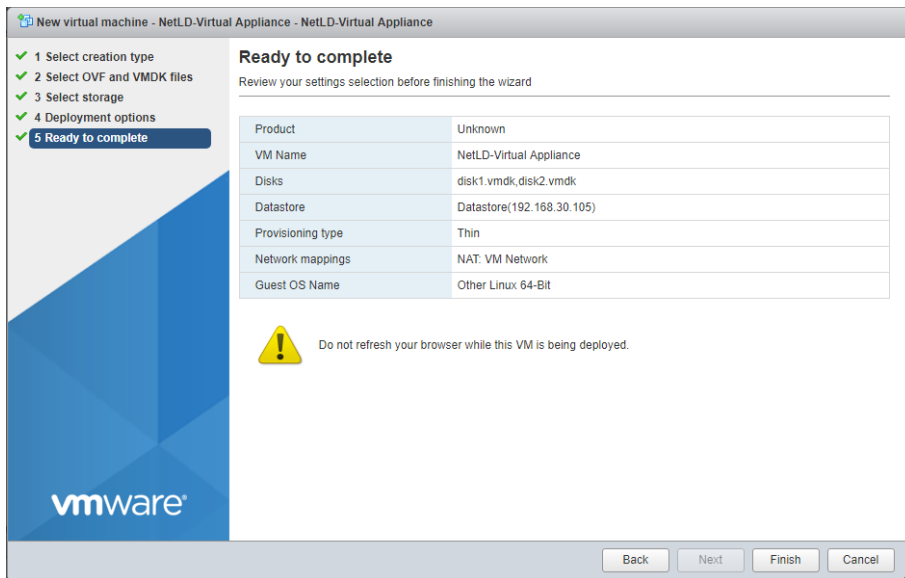 New virtual machine - NetLD-Virtual Appliance - NetLD-Virtual Appliance
1 Select creation type
2 Select OVF and VMDK files
3 Select storage
4 Deployment options
5 Ready to complete
Ready to complete
Review your settings selection before finishing the wizard
Product Unknown
VM Name NetLD-Virtual Appliance
Disks disk1.vmdk,disk2.vmdk
Datastore Datastore(192.168.30.105)
Provisioning type Thin
Network mappings NAT: VM Network
Guest OS Name Other Linux 64-Bit
Do not refresh your browser while this VM is being deployed.
vmware®
Back Next Finish Cancel